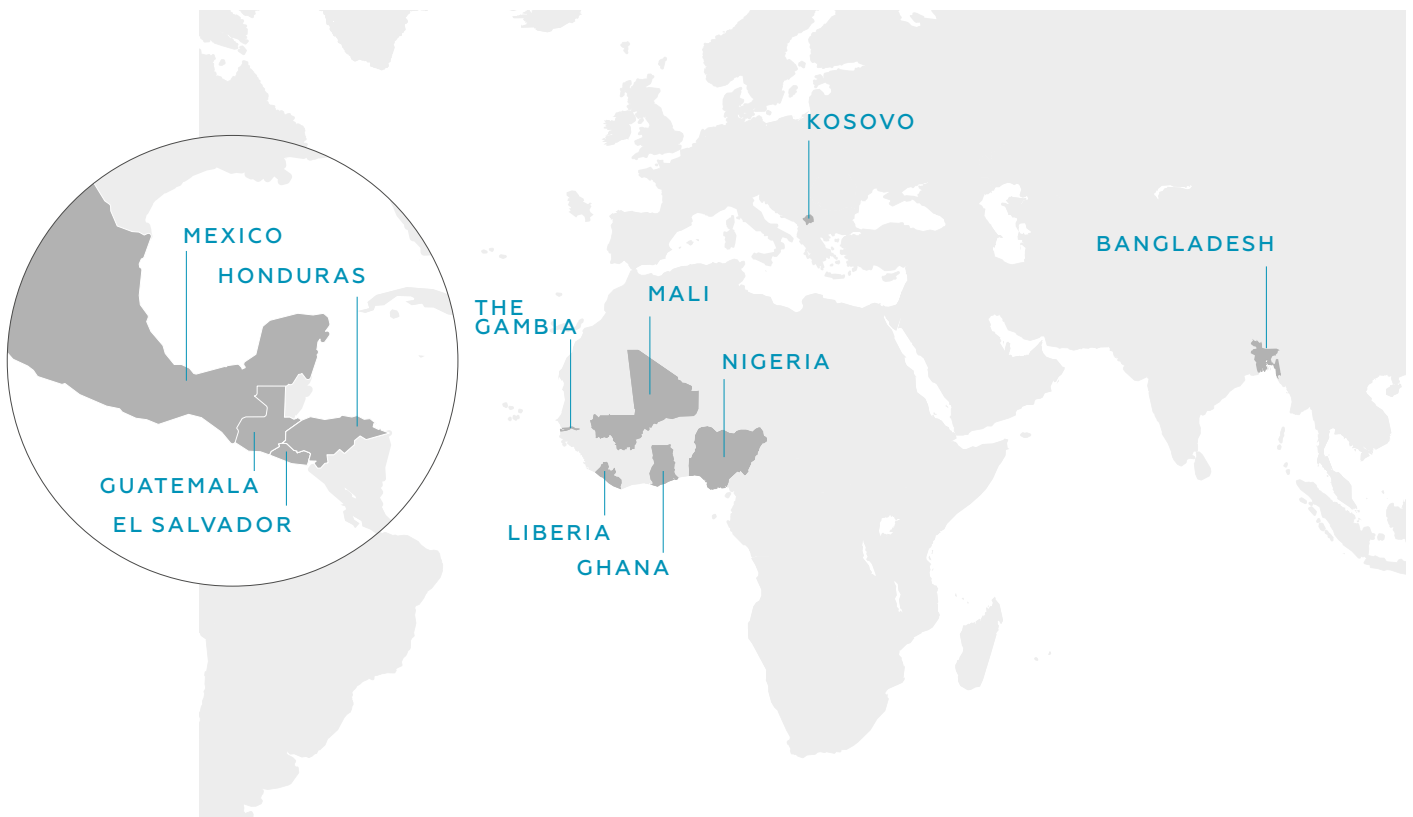 KOSOVO
MEXICO
BANGLADESH
HONDURAS
MALI
THE
GAMBIA
NIGERIA
GUATEMALA
EL SALVADOR
LIBERIA
GHANA